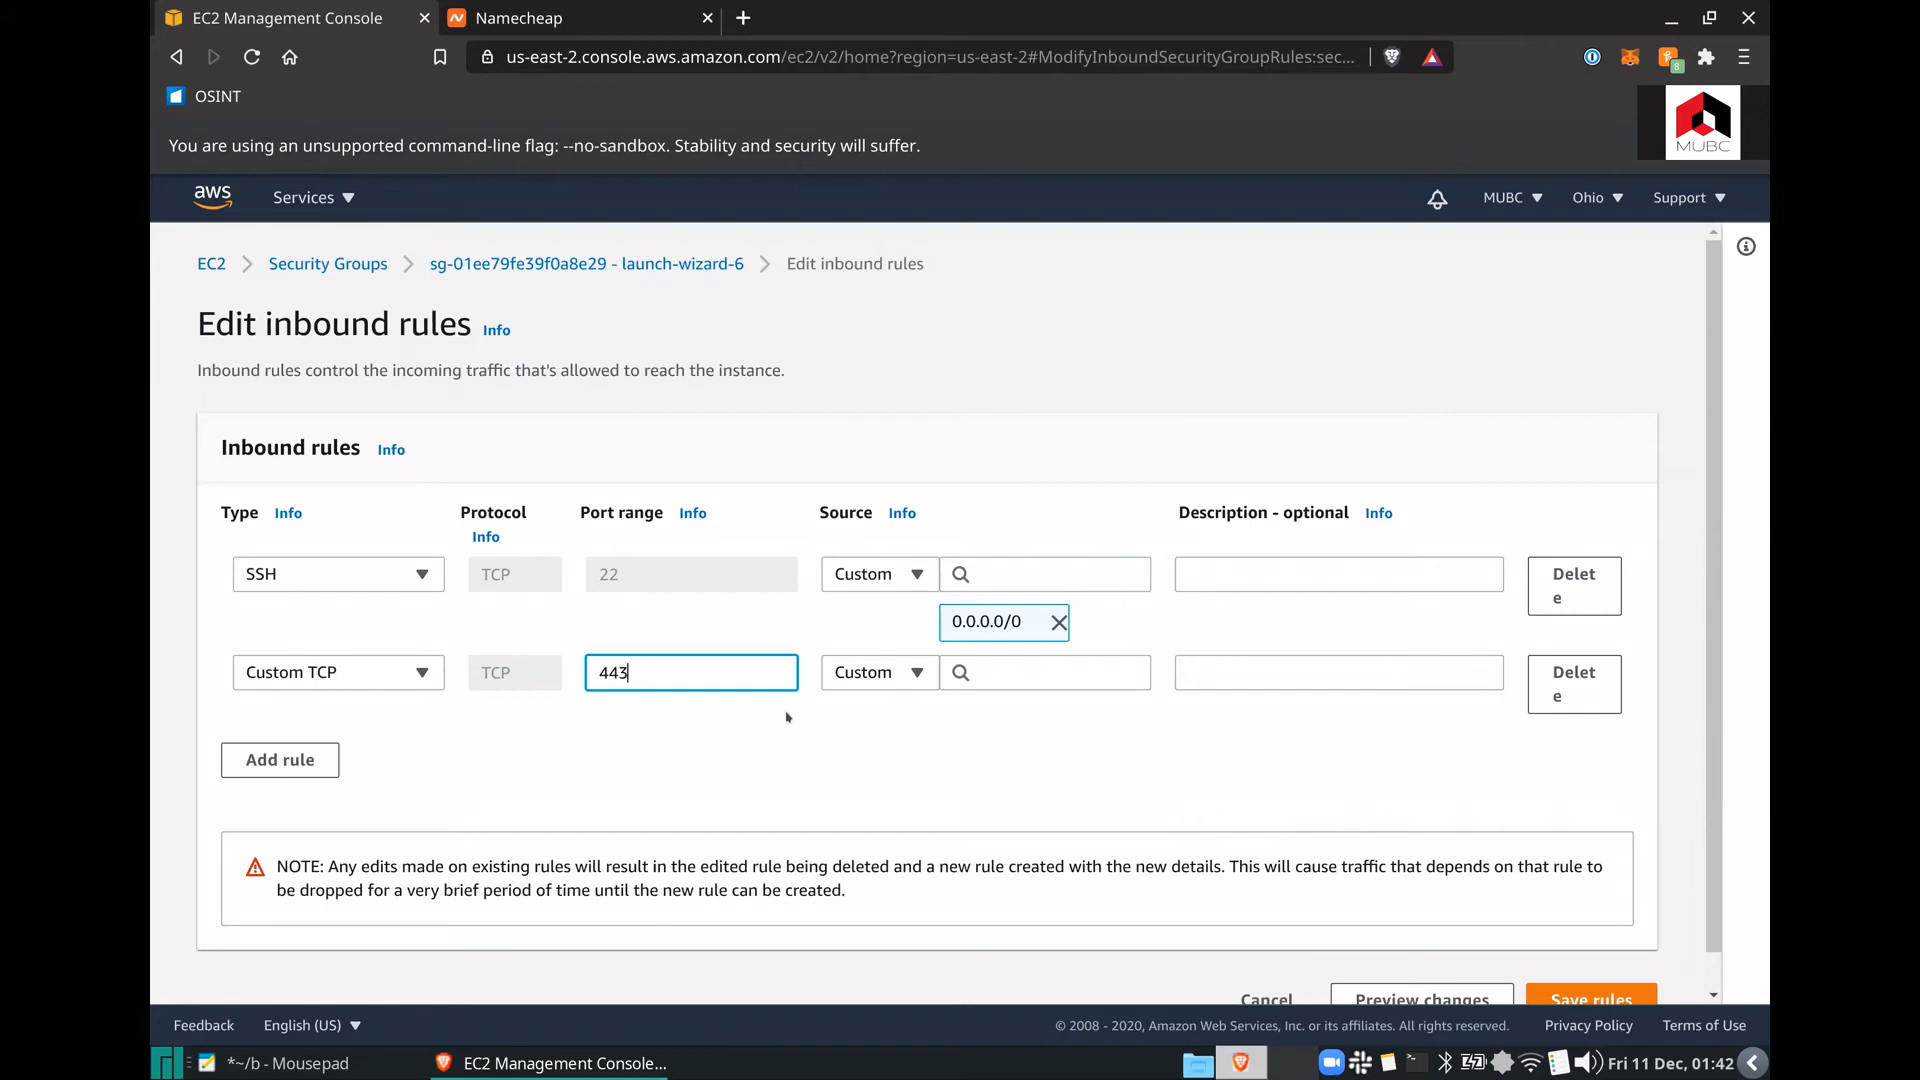 EC2 Management Console
Namecheap
us-east-2.console.aws.amazon.com/ec2/v2/home?region=us-east-2#ModifyInboundSecurityGroupRules:sec...
8
OSINT
MUBC
You are using an unsupported command-line flag: --no-sandbox. Stability and security will suffer.
aws
Services
MUBC
Ohio
Support
EC2
Security Groups
sg-01ee79fe39f0a8e29 - launch-wizard-6
Edit inbound rules
Edit inbound rules Info
Inbound rules control the incoming traffic that's allowed to reach the instance.
Inbound rules Info
Type Info
Protocol
Info
Port range Info
Source Info
Description - optional Info
SSH
TCP
22
Custom
Delet
e
0.0.0.0/0
Custom TCP
TCP
443
Custom
Delet
e
Add rule
NOTE: Any edits made on existing rules will result in the edited rule being deleted and a new rule created with the new details. This will cause traffic that depends on that rule to
be dropped for a very brief period of time until the new rule can be created.
Cancel
Preview changes
Save rules
Feedback
English (US)
© 2008 - 2020, Amazon Web Services, Inc. or its affiliates. All rights reserved.
Privacy Policy
Terms of Use
*~/b - Mousepad
EC2 Management Console...
Fri 11 Dec, 01:42